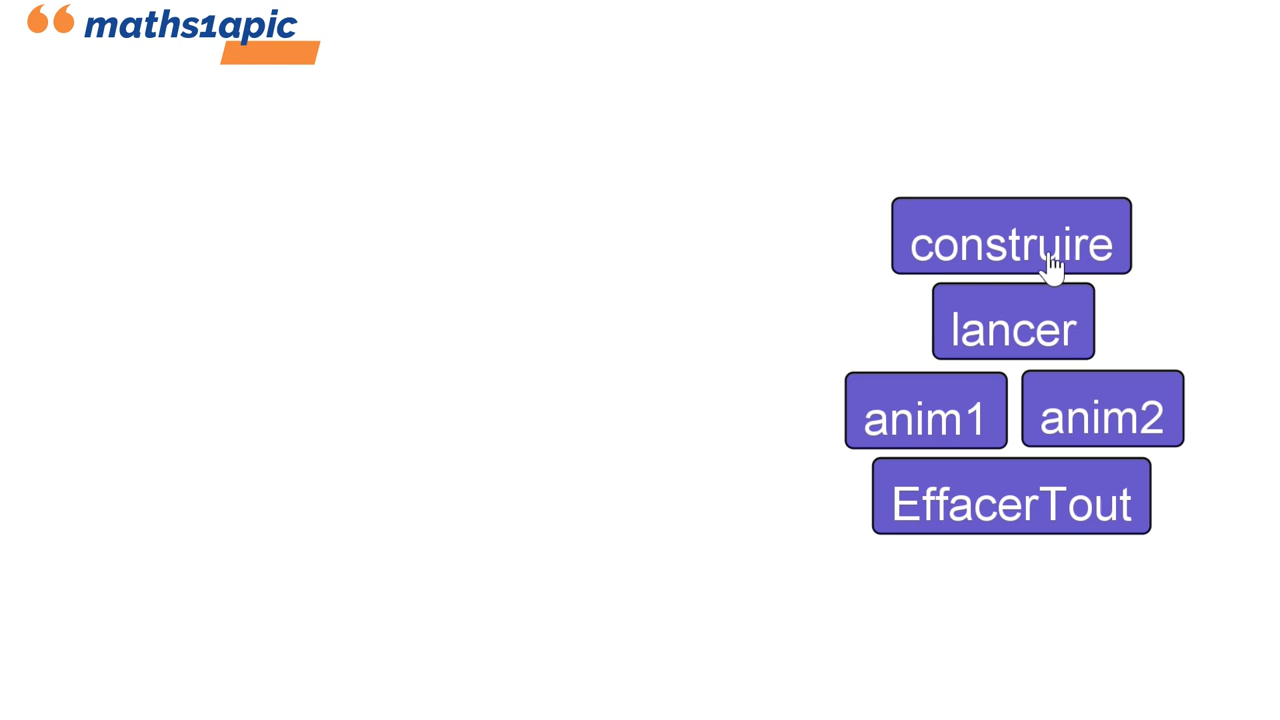 maths1apic
construire
lancer
anim1 anim2
EffacerTout